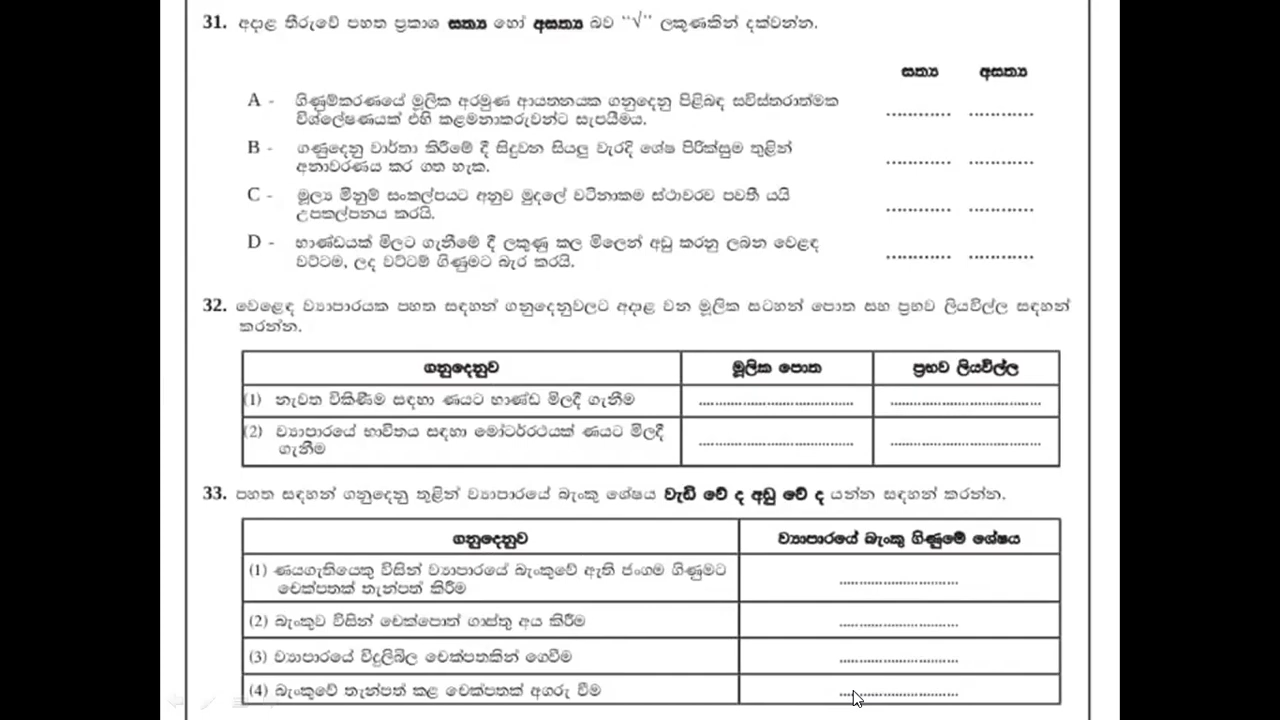 31. අදාළ තීරුවේ පහත ප්‍රකාශ සත්‍ය හෝ අසත්‍ය බව "√" ලකුණකින් දක්වන්න.
සත්‍ය අසත්‍ය
A - ගිණුම්කරණයේ මූලික අරමුණ ආයතනයක ගනුදෙනු පිළිබඳ සවිස්තරාත්මක ............ ............
විශ්ලේෂණයක් එහි කළමනාකරුවන්ට සැපයීමය.
B - ගණුදෙනු වාර්තා කිරීමේ දී සිදුවන සියලු වැරදි ශේෂ පිරික්සුම තුළින් ............ ............
අනාවරණය කර ගත හැක.
C - මූල්‍ය මිනුම් සංකල්පයට අනුව මුදලේ වටිනාකම ස්ථාවරව පවතී යයි ............ ............
උපකල්පනය කරයි.
D - භාණ්ඩයක් මිලට ගැනීමේ දී ලකුණු කල මිලෙන් අඩු කරනු ලබන වෙළඳ ............ ............
වට්ටම, ලද වට්ටම් ගිණුමට බැර කරයි.
32. වෙළෙඳ ව්‍යාපාරයක පහත සඳහන් ගනුදෙනුවලට අදාළ වන මූලික සටහන් පොත සහ ප්‍රභව ලියවිල්ල සඳහන්
කරන්න.
ගනුදෙනුව මූලික පොත ප්‍රභව ලියවිල්ල
(1) නැවත විකිණීම සඳහා ණයට භාණ්ඩ මිලදී ගැනීම ..................................... ....................................
(2) ව්‍යාපාරයේ භාවිතය සඳහා මෝටර්රථයක් ණයට මිලදී ..................................... ....................................
ගැනීම
33. පහත සඳහන් ගනුදෙනු තුළින් ව්‍යාපාරයේ බැංකු ශේෂය වැඩි වේ ද අඩු වේ ද යන්න සඳහන් කරන්න.
ගනුදෙනුව ව්‍යාපාරයේ බැංකු ගිණුමේ ශේෂය
(1) ණයගැතියෙකු විසින් ව්‍යාපාරයේ බැංකුවේ ඇති ජංගම ගිණුමට .............................
චෙක්පතක් තැන්පත් කිරීම
(2) බැංකුව විසින් චෙක්පොත් ගාස්තු අය කිරීම .............................
(3) ව්‍යාපාරයේ විදුලිබිල චෙක්පතකින් ගෙවීම .............................
(4) බැංකුවේ තැන්පත් කළ චෙක්පතක් අගරු වීම .............................